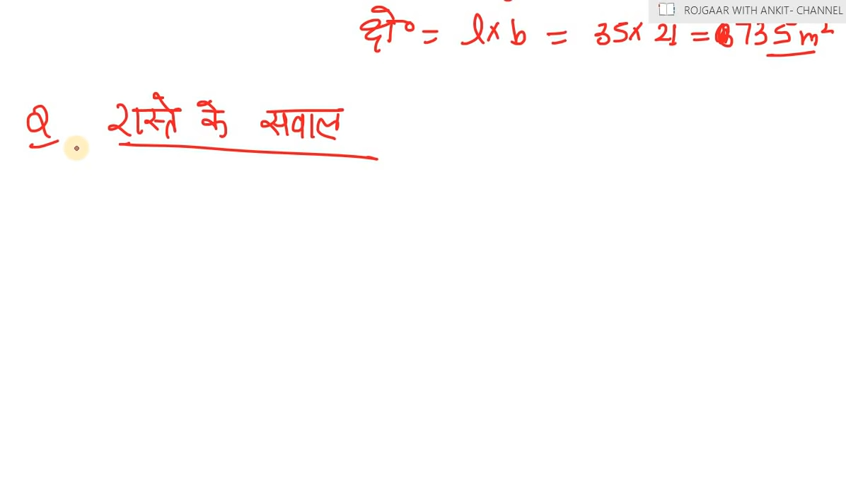 ROJGAAR WITH ANKIT- CHANNEL
क्षे० = l × b = 35 × 21 = 735 m²
Q रास्ते के सवाल